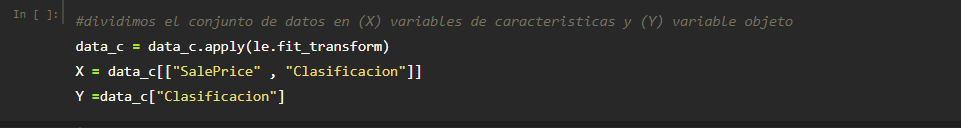 In [ ]:
#dividimos el conjunto de datos en (X) variables de caracteristicas y (Y) variable objeto
data_c = data_c.apply(le.fit_transform)
X = data_c[["SalePrice" , "Clasificacion"]]
Y =data_c["Clasificacion"]